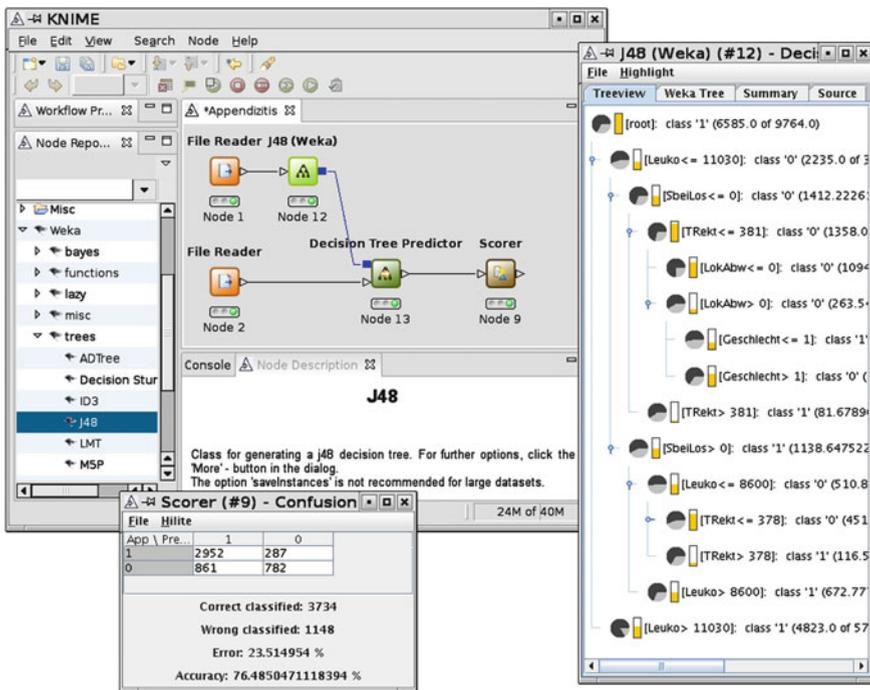 KNIME
File Edit View Search Node Help
Workflow Pr...
Node Repo...
Misc
Weka
bayes
functions
lazy
misc
trees
ADTree
Decision Stur
ID3
J48
LMT
M5P
*Appendizitis
File Reader J48 (Weka)
Node 1 Node 12
File Reader Decision Tree Predictor Scorer
Node 2 Node 13 Node 9
Console Node Description
J48
Class for generating a j48 decision tree. For further options, click the
'More' - button in the dialog.
The option 'saveInstances' is not recommended for large datasets.
24M of 40M
Scorer (#9) - Confusion
File Hilite
App \ Pre... 1 0
1 2952 287
0 861 782
Correct classified: 3734
Wrong classified: 1148
Error: 23.514954 %
Accuracy: 76.4850471118394 %
J48 (Weka) (#12) - Deci
File Highlight
Treeview Weka Tree Summary Source
[root]: class '1' (6585.0 of 9764.0)
[Leuko<= 11030]: class '0' (2235.0 of 3
[SbeiLos<= 0]: class '0' (1412.2226
[TRekt<= 381]: class '0' (1358.0
[LokAbw<= 0]: class '0' (1094
[LokAbw> 0]: class '0' (263.5
[Geschlecht<= 1]: class '1'
[Geschlecht> 1]: class '0' (
[TRekt> 381]: class '1' (81.6789
[SbeiLos> 0]: class '1' (1138.647522
[Leuko<= 8600]: class '0' (510.8
[TRekt<= 378]: class '0' (451
[TRekt> 378]: class '1' (116.5
[Leuko> 8600]: class '1' (672.77
[Leuko> 11030]: class '1' (4823.0 of 57